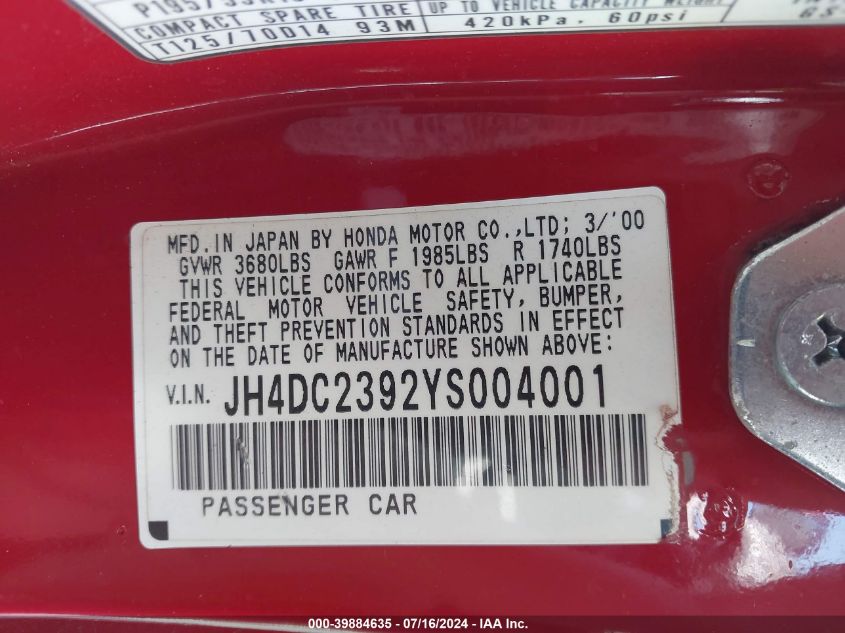 COMPACT SPARE TIRE
T125/70D14 93M
UP TO VEHICLE CAPACITY WEIGHT
420kPa, 60psi
MFD.IN JAPAN BY HONDA MOTOR CO.,LTD; 3/'00
GVWR 3680LBS GAWR F 1985LBS R 1740LBS
THIS VEHICLE CONFORMS TO ALL APPLICABLE
FEDERAL MOTOR VEHICLE SAFETY, BUMPER,
AND THEFT PREVENTION STANDARDS IN EFFECT
ON THE DATE OF MANUFACTURE SHOWN ABOVE:
V.I.N. JH4DC2392YS004001
PASSENGER CAR
000-39884635 - 07/16/2024 - IAA Inc.